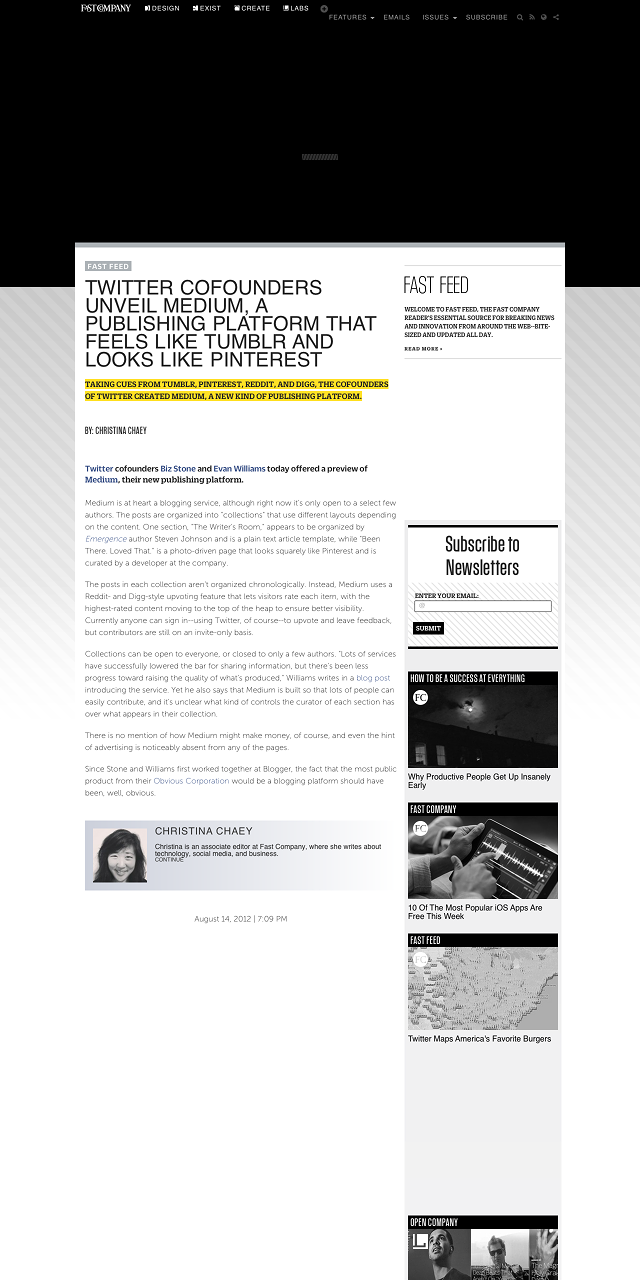 FAST COMPANY
DESIGN
EXIST
CREATE
LABS
FEATURES
EMAILS
ISSUES
SUBSCRIBE
FAST FEED
TWITTER COFOUNDERS
UNVEIL MEDIUM, A
PUBLISHING PLATFORM THAT
FEELS LIKE TUMBLR AND
LOOKS LIKE PINTEREST
TAKING CUES FROM TUMBLR, PINTEREST, REDDIT, AND DIGG, THE COFOUNDERS
OF TWITTER CREATED MEDIUM, A NEW KIND OF PUBLISHING PLATFORM.
BY: CHRISTINA CHAEY
Twitter cofounders Biz Stone and Evan Williams today offered a preview of
Medium, their new publishing platform.
Medium is at heart a blogging service, although right now it's only open to a select few
authors. The posts are organized into "collections" that use different layouts depending
on the content. One section, "The Writer's Room," appears to be organized by
Emergence author Steven Johnson and is a plain text article template, while "Been
There. Loved That." is a photo-driven page that looks squarely like Pinterest and is
curated by a developer at the company.
The posts in each collection aren't organized chronologically. Instead, Medium uses a
Reddit- and Digg-style upvoting feature that lets visitors rate each item, with the
highest-rated content moving to the top of the heap to ensure better visibility.
Currently anyone can sign in--using Twitter, of course--to upvote and leave feedback,
but contributors are still on an invite-only basis.
Collections can be open to everyone, or closed to only a few authors. "Lots of services
have successfully lowered the bar for sharing information, but there's been less
progress toward raising the quality of what's produced," Williams writes in a blog post
introducing the service. Yet he also says that Medium is built so that lots of people can
easily contribute, and it's unclear what kind of controls the curator of each section has
over what appears in their collection.
There is no mention of how Medium might make money, of course, and even the hint
of advertising is noticeably absent from any of the pages.
Since Stone and Williams first worked together at Blogger, the fact that the most public
product from their Obvious Corporation would be a blogging platform should have
been, well, obvious.
CHRISTINA CHAEY
Christina is an associate editor at Fast Company, where she writes about
technology, social media, and business.
CONTINUE
August 14, 2012 | 7:09 PM
FAST FEED
WELCOME TO FAST FEED, THE FAST COMPANY
READER'S ESSENTIAL SOURCE FOR BREAKING NEWS
AND INNOVATION FROM AROUND THE WEB--BITE-
SIZED AND UPDATED ALL DAY.
READ MORE
Subscribe to
Newsletters
ENTER YOUR EMAIL:
@
SUBMIT
HOW TO BE A SUCCESS AT EVERYTHING
FC
Why Productive People Get Up Insanely
Early
FAST COMPANY
FC
10 Of The Most Popular iOS Apps Are
Free This Week
FAST FEED
FC
Twitter Maps America's Favorite Burgers
OPEN COMPANY